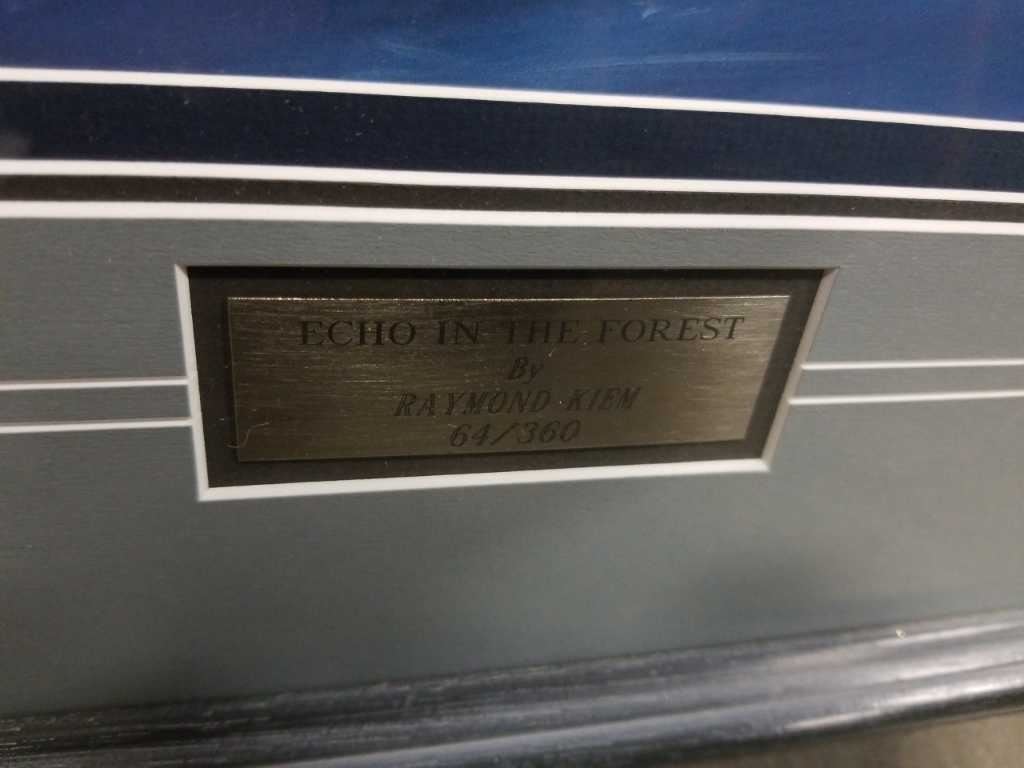 ECHO IN THE FOREST
By
RAYMOND KIEM
64/360